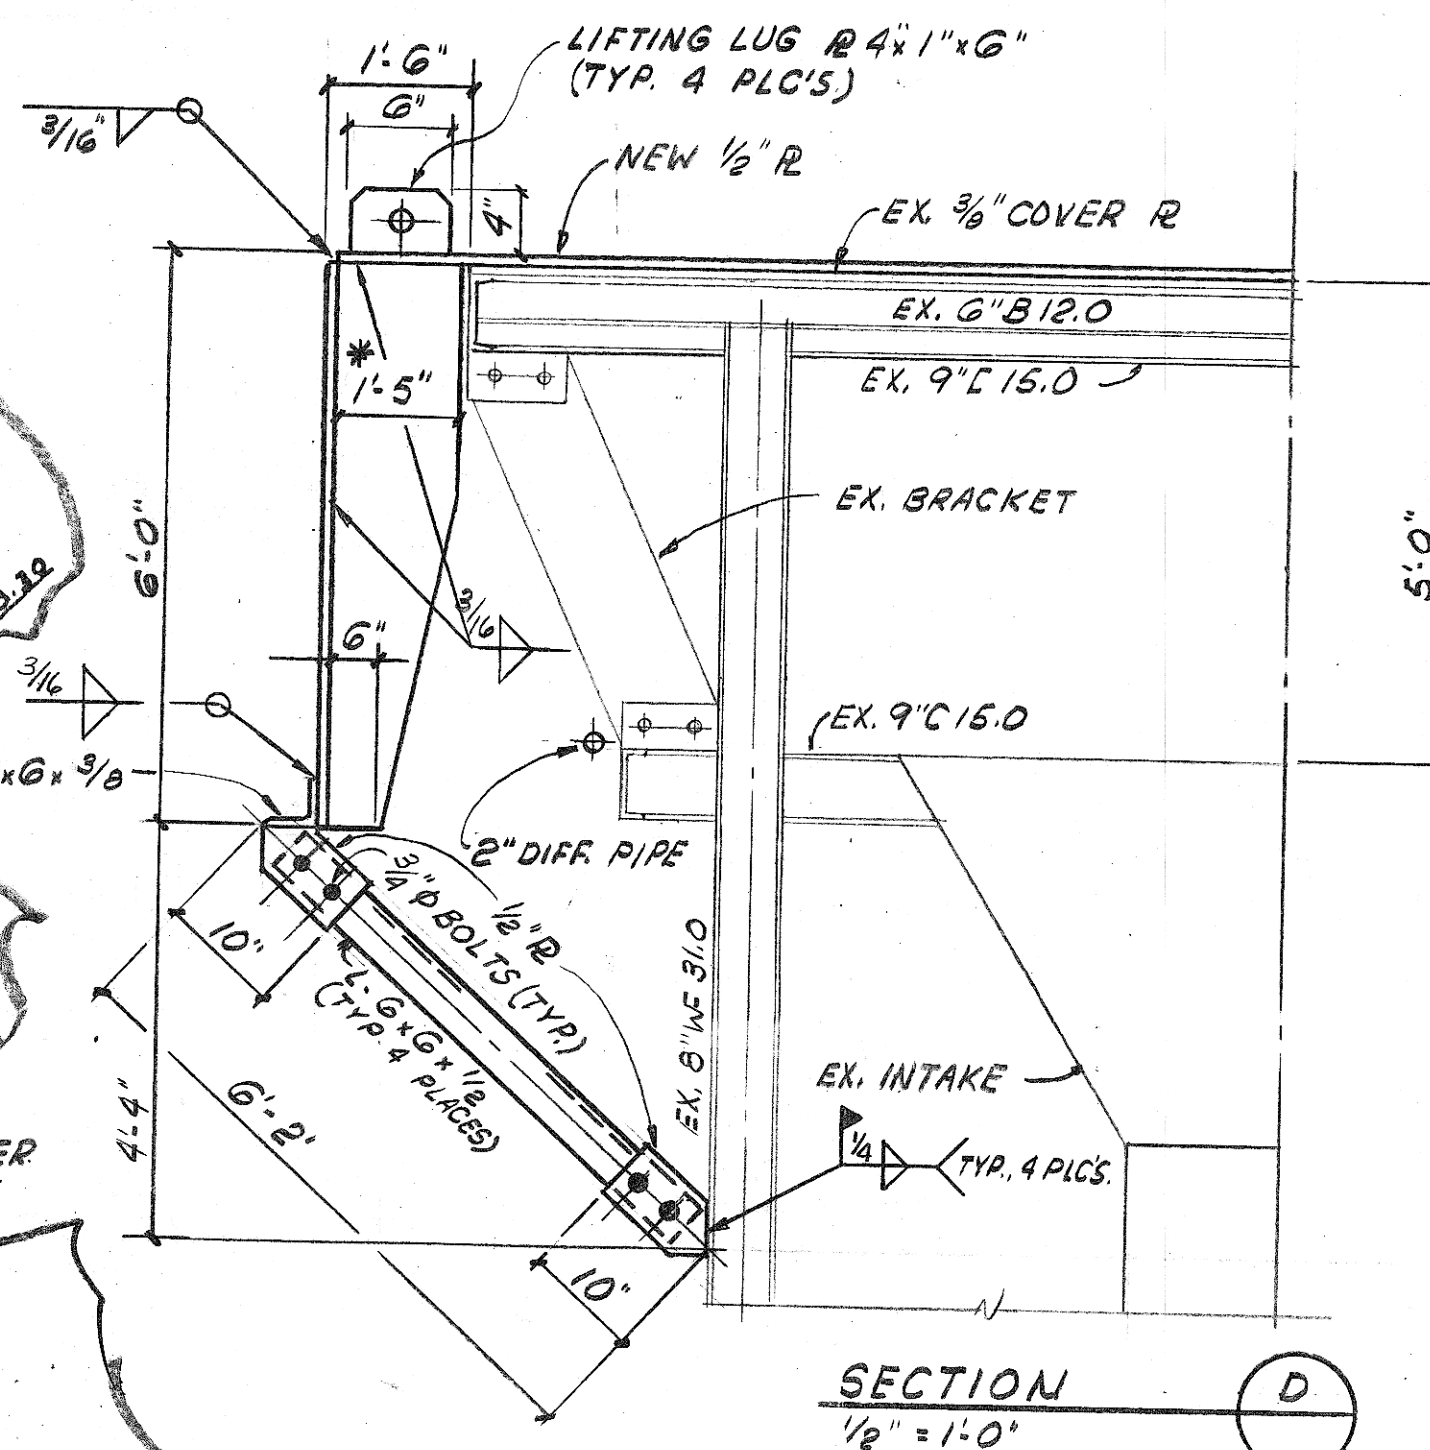 LIFTING LUG ℞ 4"x 1"x 6"
(TYP. 4 PLC'S.)
1'-6"
6"
3/16"
NEW 1/2" ℞
4"
EX. 3/8" COVER ℞
EX. 6"B 12.0
EX. 9"[ 15.0
*
1'-5"
EX. BRACKET
6'-0"
5'-0"
3/16
6"
3/16
EX. 9"C 15.0
x6x 3/8
2" DIFF. PIPE
3/4"φ BOLTS (TYP.)
1/2" ℞
10"
L- 6x6x 1/2
(TYP. 4 PLACES)
EX. 8" WF 31.0
EX. INTAKE
6'-2'
4'-4"
ER
1/4
TYP., 4 PLC'S.
10"
SECTION
D
1/2" = 1'-0"